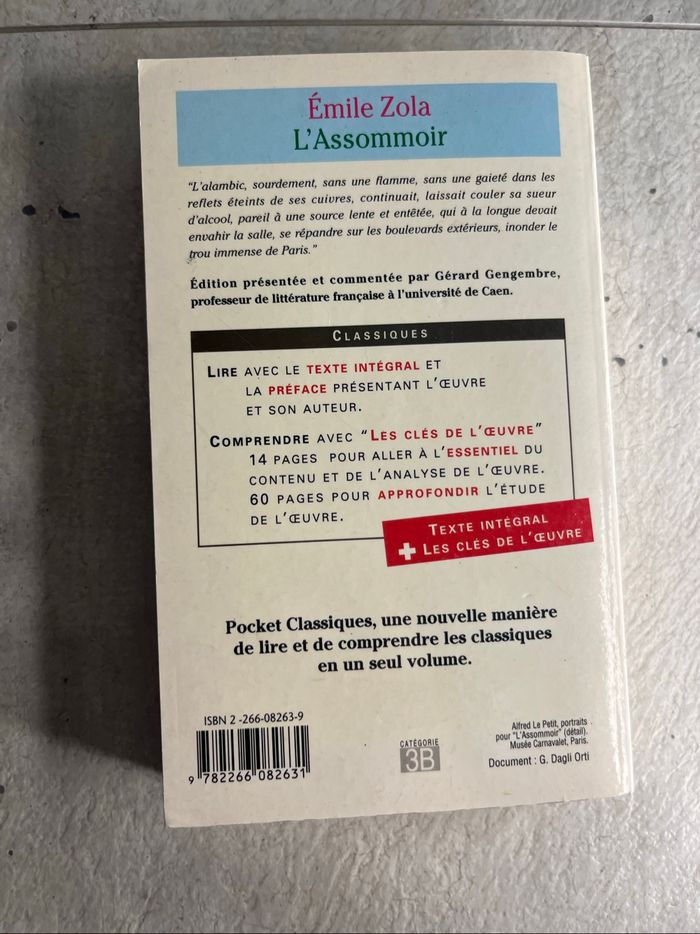 Émile Zola
L'Assommoir
"L'alambic, sourdement, sans une flamme, sans une gaieté dans les
reflets éteints de ses cuivres, continuait, laissait couler sa sueur
d'alcool, pareil à une source lente et entêtée, qui à la longue devait
envahir la salle, se répandre sur les boulevards extérieurs, inonder le
trou immense de Paris."
Édition présentée et commentée par Gérard Gengembre,
professeur de littérature française à l'université de Caen.
CLASSIQUES
LIRE AVEC LE TEXTE INTÉGRAL ET
LA PRÉFACE PRÉSENTANT L'ŒUVRE
ET SON AUTEUR.
COMPRENDRE AVEC "LES CLÉS DE L'ŒUVRE"
14 PAGES POUR ALLER À L'ESSENTIEL DU
CONTENU ET DE L'ANALYSE DE L'ŒUVRE.
60 PAGES POUR APPROFONDIR L'ÉTUDE
DE L'ŒUVRE.
TEXTE INTÉGRAL
+ LES CLÉS DE L'ŒUVRE
Pocket Classiques, une nouvelle manière
de lire et de comprendre les classiques
en un seul volume.
ISBN 2 -266-08263-9
9 782266 082631
CATÉGORIE
3B
Alfred Le Petit, portraits
pour "L'Assommoir" (détail).
Musée Carnavalet, Paris.
Document : G. Dagli Orti